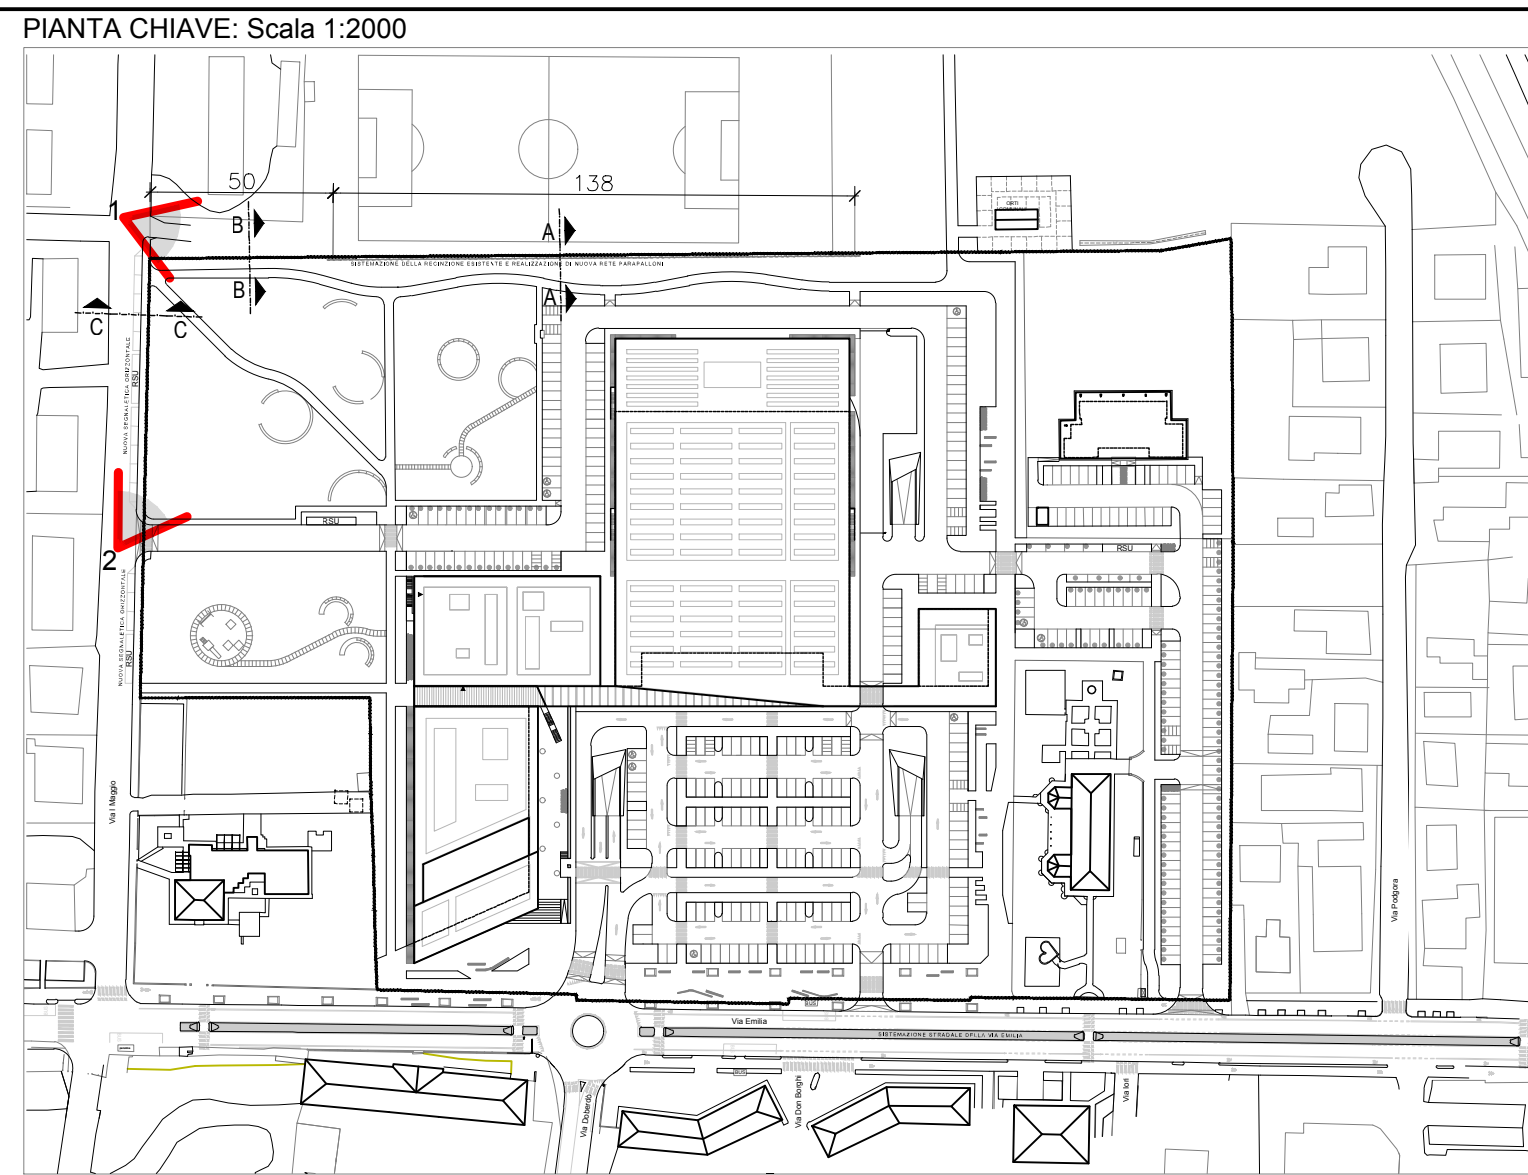 PIANTA CHIAVE: Scala 1:2000
50
138
1
B
A
ORTI
SISTEMAZIONE DELLA RECINZIONE ESISTENTE E REALIZZAZIONE DI NUOVA RETE PARAPALLONI
B
A
C
C
NUOVA SEGNALETICA ORIZZONTALE
RSU
RSU
RSU
2
NUOVA SEGNALETICA ORIZZONTALE
RSU
Via I Maggio
Via Podgora
BUS
Via Emilia
SISTEMAZIONE STRADALE DELLA VIA EMILIA
BUS
Via Doberdò
Via Don Borghi
Via Iori